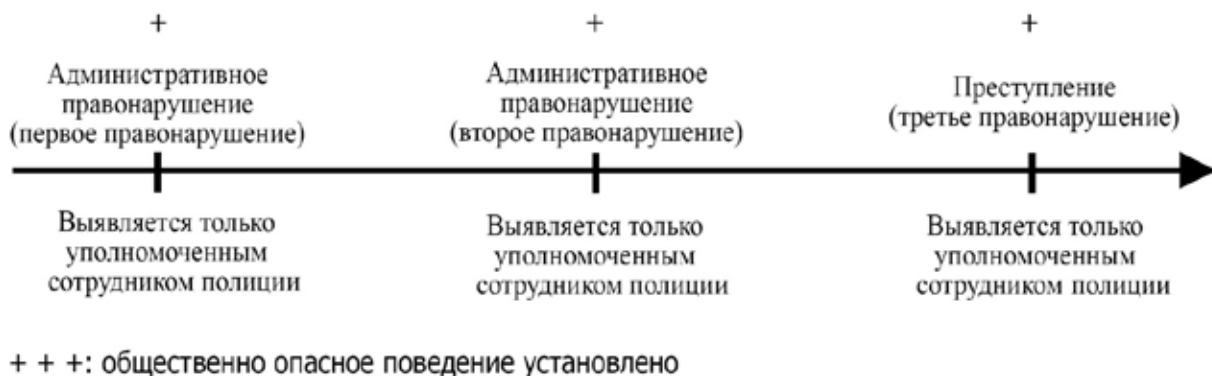 +
Административное
правонарушение
(первое правонарушение)
+
Административное
правонарушение
(второе правонарушение)
+
Преступление
(третье правонарушение)
Выявляется только
уполномоченным
сотрудником полиции
Выявляется только
уполномоченным
сотрудником полиции
Выявляется только
уполномоченным
сотрудником полиции
+ + +: общественно опасное поведение установлено